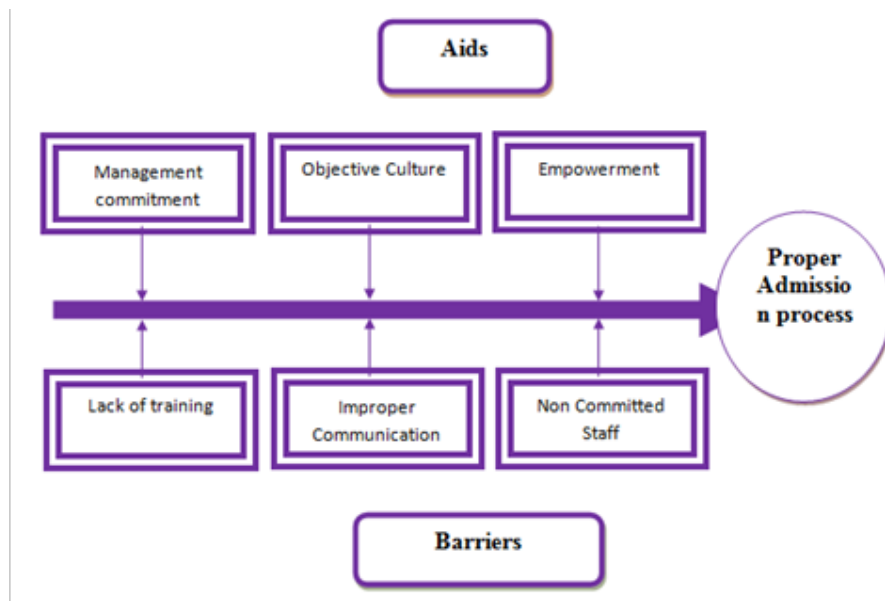 Aids
Management
commitment
Objective Culture
Empowerment
Proper
Admissio
n process
Lack of training
Improper
Communication
Non Committed
Staff
Barriers